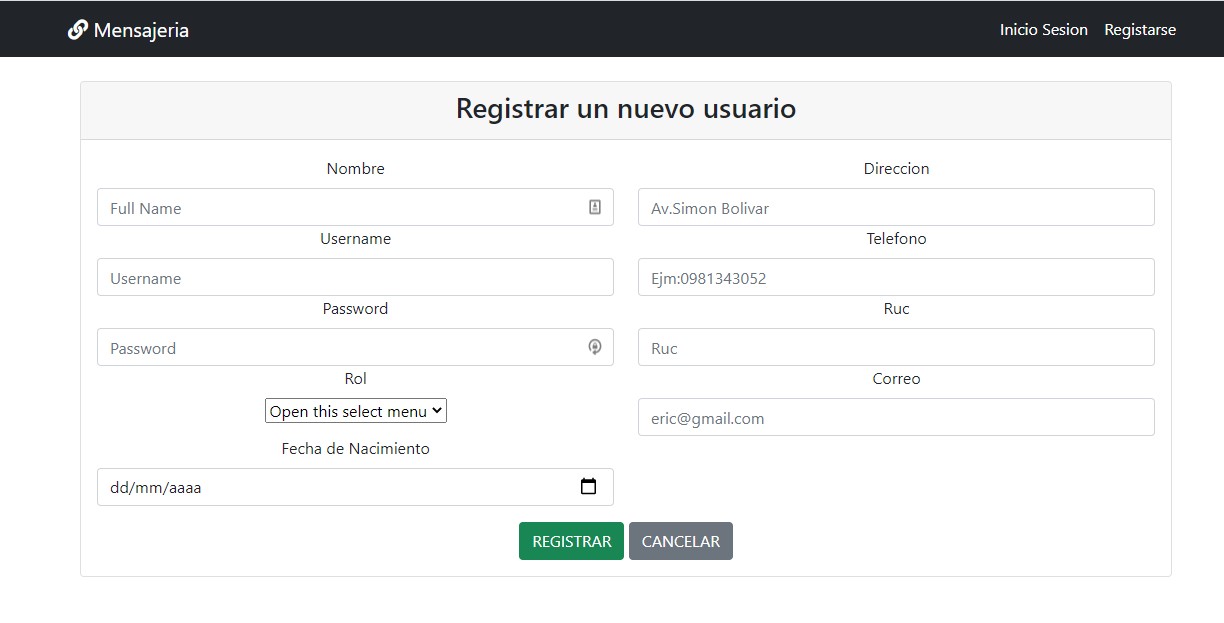 Mensajeria
Inicio Sesion
Registarse
Registrar un nuevo usuario
Nombre
Full Name
Username
Username
Password
Password
Rol
Open this select menu
Fecha de Nacimiento
dd/mm/aaaa
Direccion
Av.Simon Bolivar
Telefono
Ejm:0981343052
Ruc
Ruc
Correo
eric@gmail.com
REGISTRAR
CANCELAR